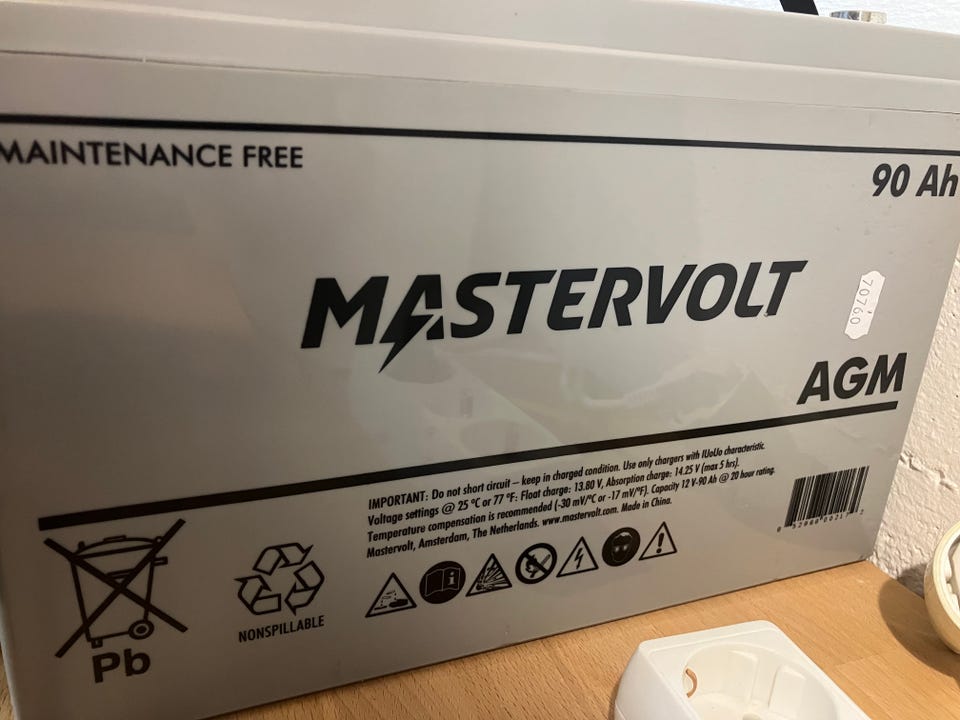 MAINTENANCE FREE
90 Ah
MASTERVOLT
70760
AGM
IMPORTANT: Do not short circuit – keep in charged condition. Use only chargers with IUoUo characteristic.
Voltage settings @ 25 °C or 77 °F: Float charge: 13.80 V, Absorption charge: 14.25 V (max 5 hrs).
Temperature compensation is recommended (-30 mV/°C or -17 mV/°F). Capacity 12 V-90 Ah @ 20 hour rating.
Mastervolt, Amsterdam, The Netherlands. www.mastervolt.com. Made in China.
NONSPILLABLE
Pb